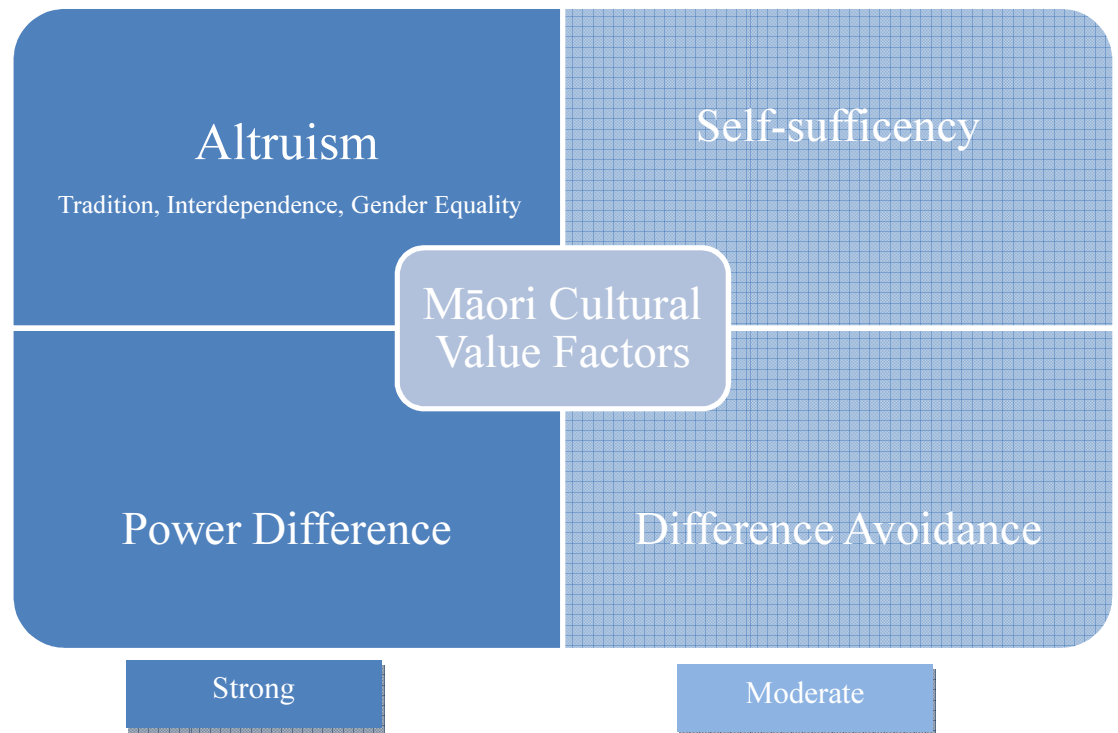 Altruism
Tradition, Interdependence, Gender Equality
Self-sufficency
Māori Cultural
Value Factors
Power Difference
Difference Avoidance
Strong
Moderate